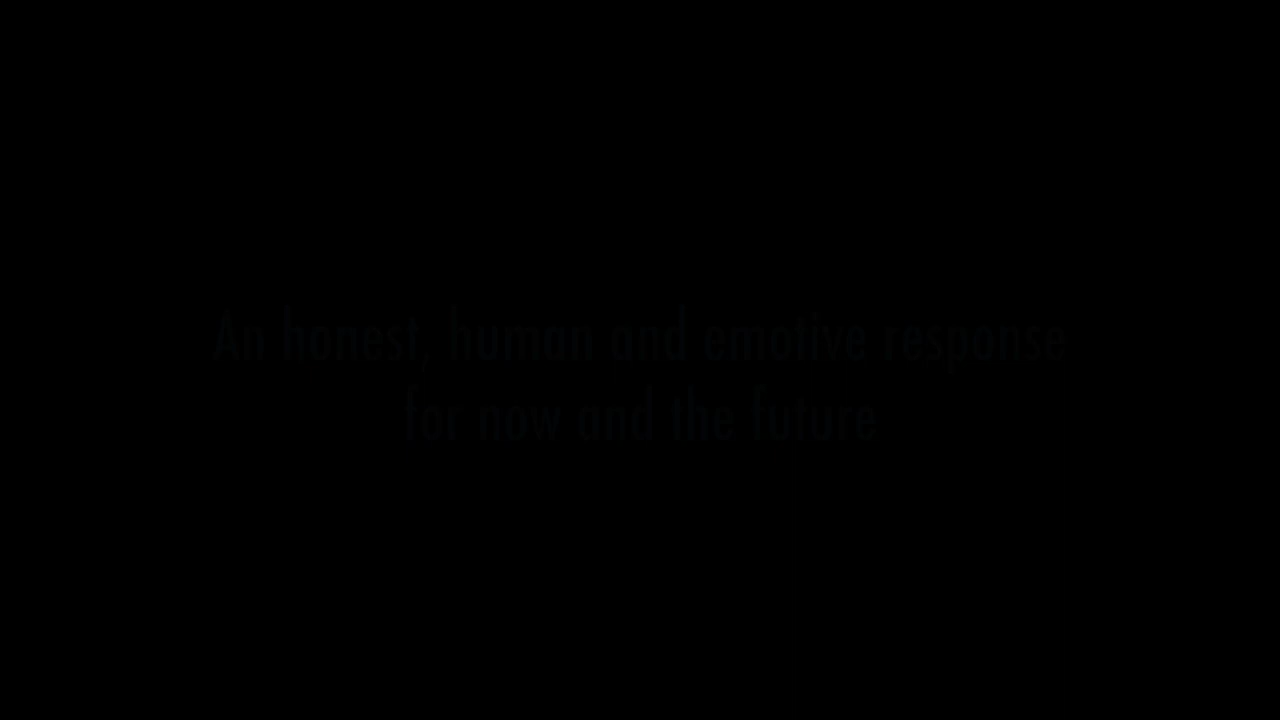 An honest, human and emotive response
for now and the future